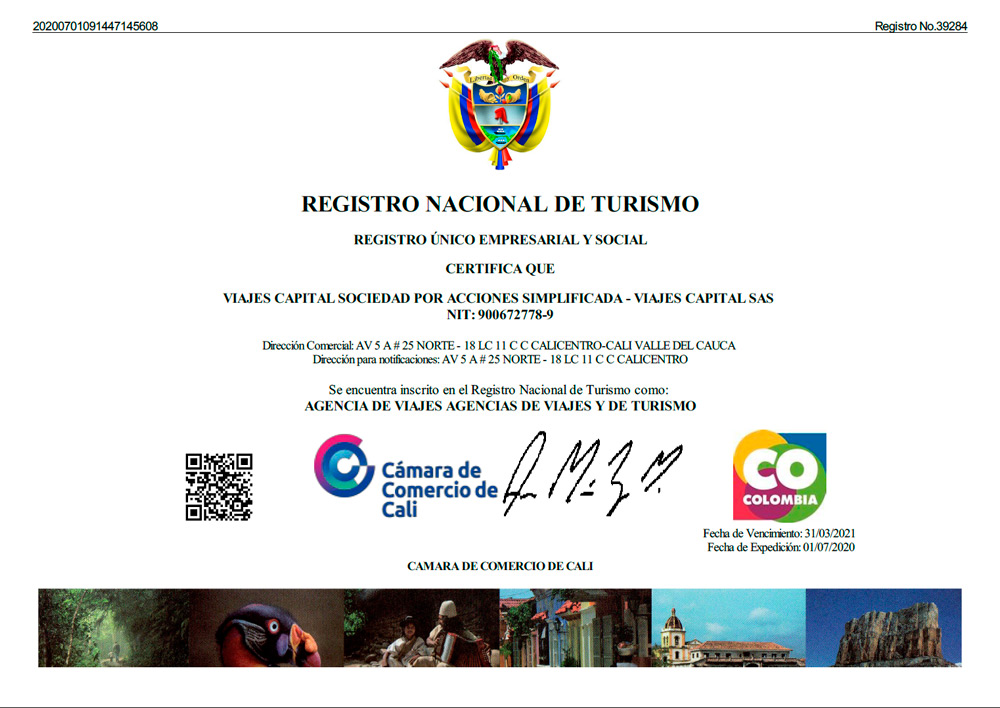 20200701091447145608
Registro No.39284
Libertad y Orden
REGISTRO NACIONAL DE TURISMO
REGISTRO ÚNICO EMPRESARIAL Y SOCIAL
CERTIFICA QUE
VIAJES CAPITAL SOCIEDAD POR ACCIONES SIMPLIFICADA - VIAJES CAPITAL SAS
NIT: 900672778-9
Dirección Comercial: AV 5 A # 25 NORTE - 18 LC 11 C C CALICENTRO-CALI VALLE DEL CAUCA
Dirección para notificaciones: AV 5 A # 25 NORTE - 18 LC 11 C C CALICENTRO
Se encuentra inscrito en el Registro Nacional de Turismo como:
AGENCIA DE VIAJES AGENCIAS DE VIAJES Y DE TURISMO
Cámara de
Comercio de
Cali
CO
COLOMBIA
Fecha de Vencimiento: 31/03/2021
Fecha de Expedición: 01/07/2020
CAMARA DE COMERCIO DE CALI